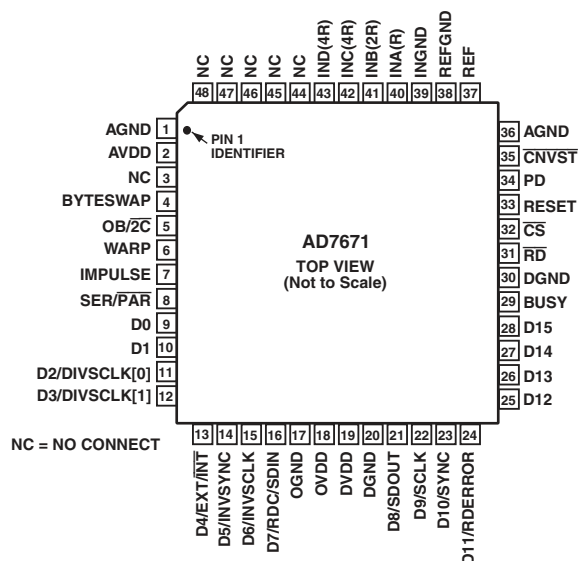 NC
NC
NC
NC
NC
IND(4R)
INC(4R)
INB(2R)
INA(R)
INGND
REFGND
REF
48 47 46 45 44 43 42 41 40 39 38 37
AGND 1
AVDD 2
NC 3
BYTESWAP 4
OB/2C̅ 5
WARP 6
IMPULSE 7
SER/P̅A̅R̅ 8
D0 9
D1 10
D2/DIVSCLK[0] 11
D3/DIVSCLK[1] 12
PIN 1
IDENTIFIER
AD7671
TOP VIEW
(Not to Scale)
36 AGND
35 C̅N̅V̅S̅T̅
34 PD
33 RESET
32 C̅S̅
31 R̅D̅
30 DGND
29 BUSY
28 D15
27 D14
26 D13
25 D12
NC = NO CONNECT
13 14 15 16 17 18 19 20 21 22 23 24
D4/EXT/I̅N̅T̅
D5/INVSYNC
D6/INVSCLK
D7/RDC/SDIN
OGND
OVDD
DVDD
DGND
D8/SDOUT
D9/SCLK
D10/SYNC
D11/RDERROR